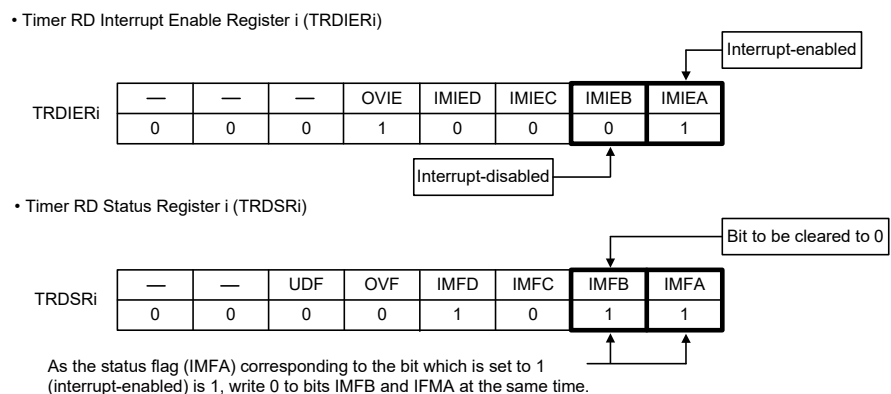 • Timer RD Interrupt Enable Register i (TRDIERi)
Interrupt-enabled
TRDIERi
— — — OVIE IMIED IMIEC IMIEB IMIEA
0 0 0 1 0 0 0 1
Interrupt-disabled
• Timer RD Status Register i (TRDSRi)
Bit to be cleared to 0
TRDSRi
— — UDF OVF IMFD IMFC IMFB IMFA
0 0 0 0 1 0 1 1
As the status flag (IMFA) corresponding to the bit which is set to 1
(interrupt-enabled) is 1, write 0 to bits IMFB and IFMA at the same time.